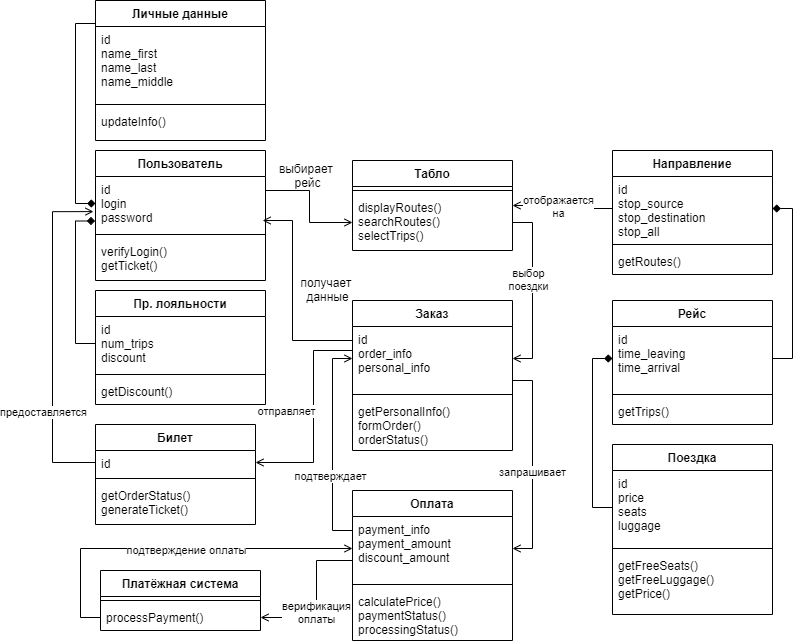 Личные данные
id
name_first
name_last
name_middle
updateInfo()
Пользователь
id
login
password
verifyLogin()
getTicket()
Пр. лояльности
id
num_trips
discount
getDiscount()
Билет
id
getOrderStatus()
generateTicket()
Платёжная система
processPayment()
Табло
displayRoutes()
searchRoutes()
selectTrips()
Заказ
id
order_info
personal_info
getPersonalInfo()
formOrder()
orderStatus()
Оплата
payment_info
payment_amount
discount_amount
calculatePrice()
paymentStatus()
processingStatus()
Направление
id
stop_source
stop_destination
stop_all
getRoutes()
Рейс
id
time_leaving
time_arrival
getTrips()
Поездка
id
price
seats
luggage
getFreeSeats()
getFreeLuggage()
getPrice()
выбирает
рейс
отображается
на
выбор
поездки
получает
данные
предоставляется
отправляет
подтверждает
запрашивает
подтверждение оплаты
верификация
оплаты